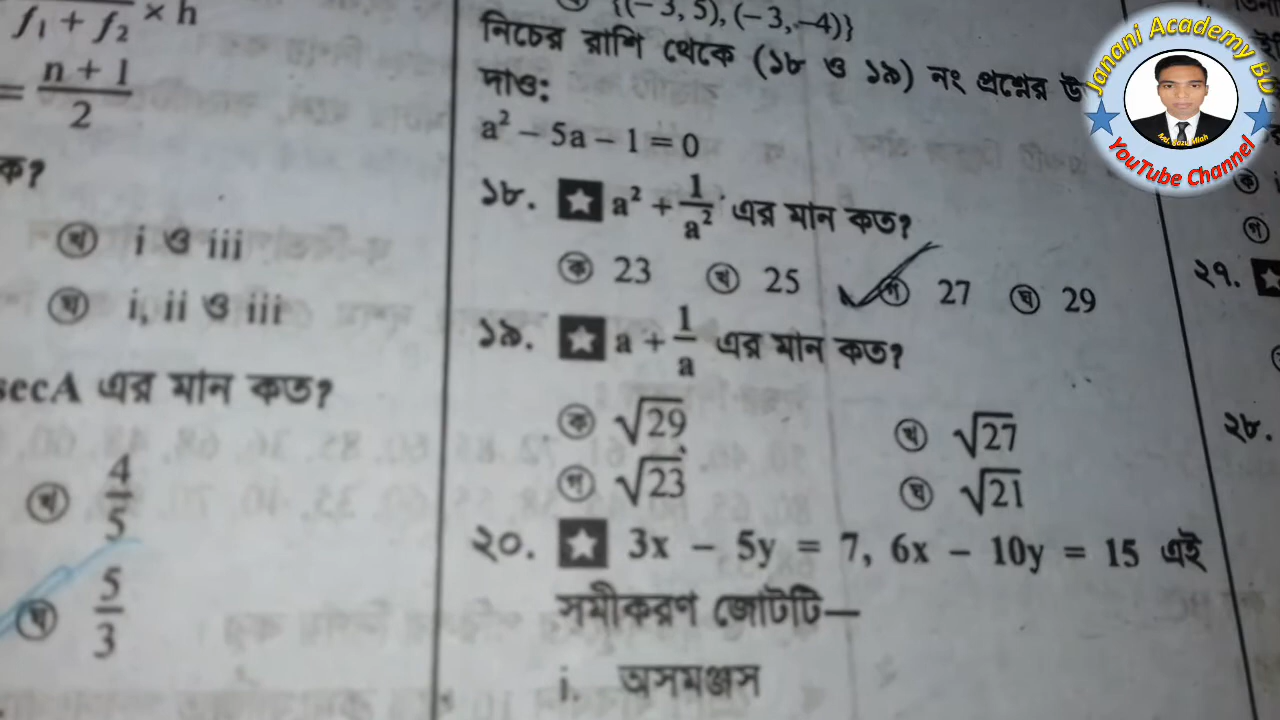 f₁ + f₂ × h
= n + 1 / 2
ক?
খ i ও iii
ঘ i, ii ও iii
secA এর মান কত?
খ 4/5
ঘ 5/3
{(−3, 5), (−3, −4)}
নিচের রাশি থেকে (১৮ ও ১৯) নং প্রশ্নের উ
দাও:
a² − 5a − 1 = 0
১৮. ★ a² + 1/a² এর মান কত?
ক 23 খ 25 গ 27 ঘ 29
১৯. ★ a + 1/a এর মান কত?
ক √29 খ √27
গ √23 ঘ √21
২০. ★ 3x − 5y = 7, 6x − 10y = 15 এই
সমীকরণ জোটটি—
i. অসমঞ্জস
ক
গ
২৭.
২৮.
Janani Academy BD
YouTube Channel